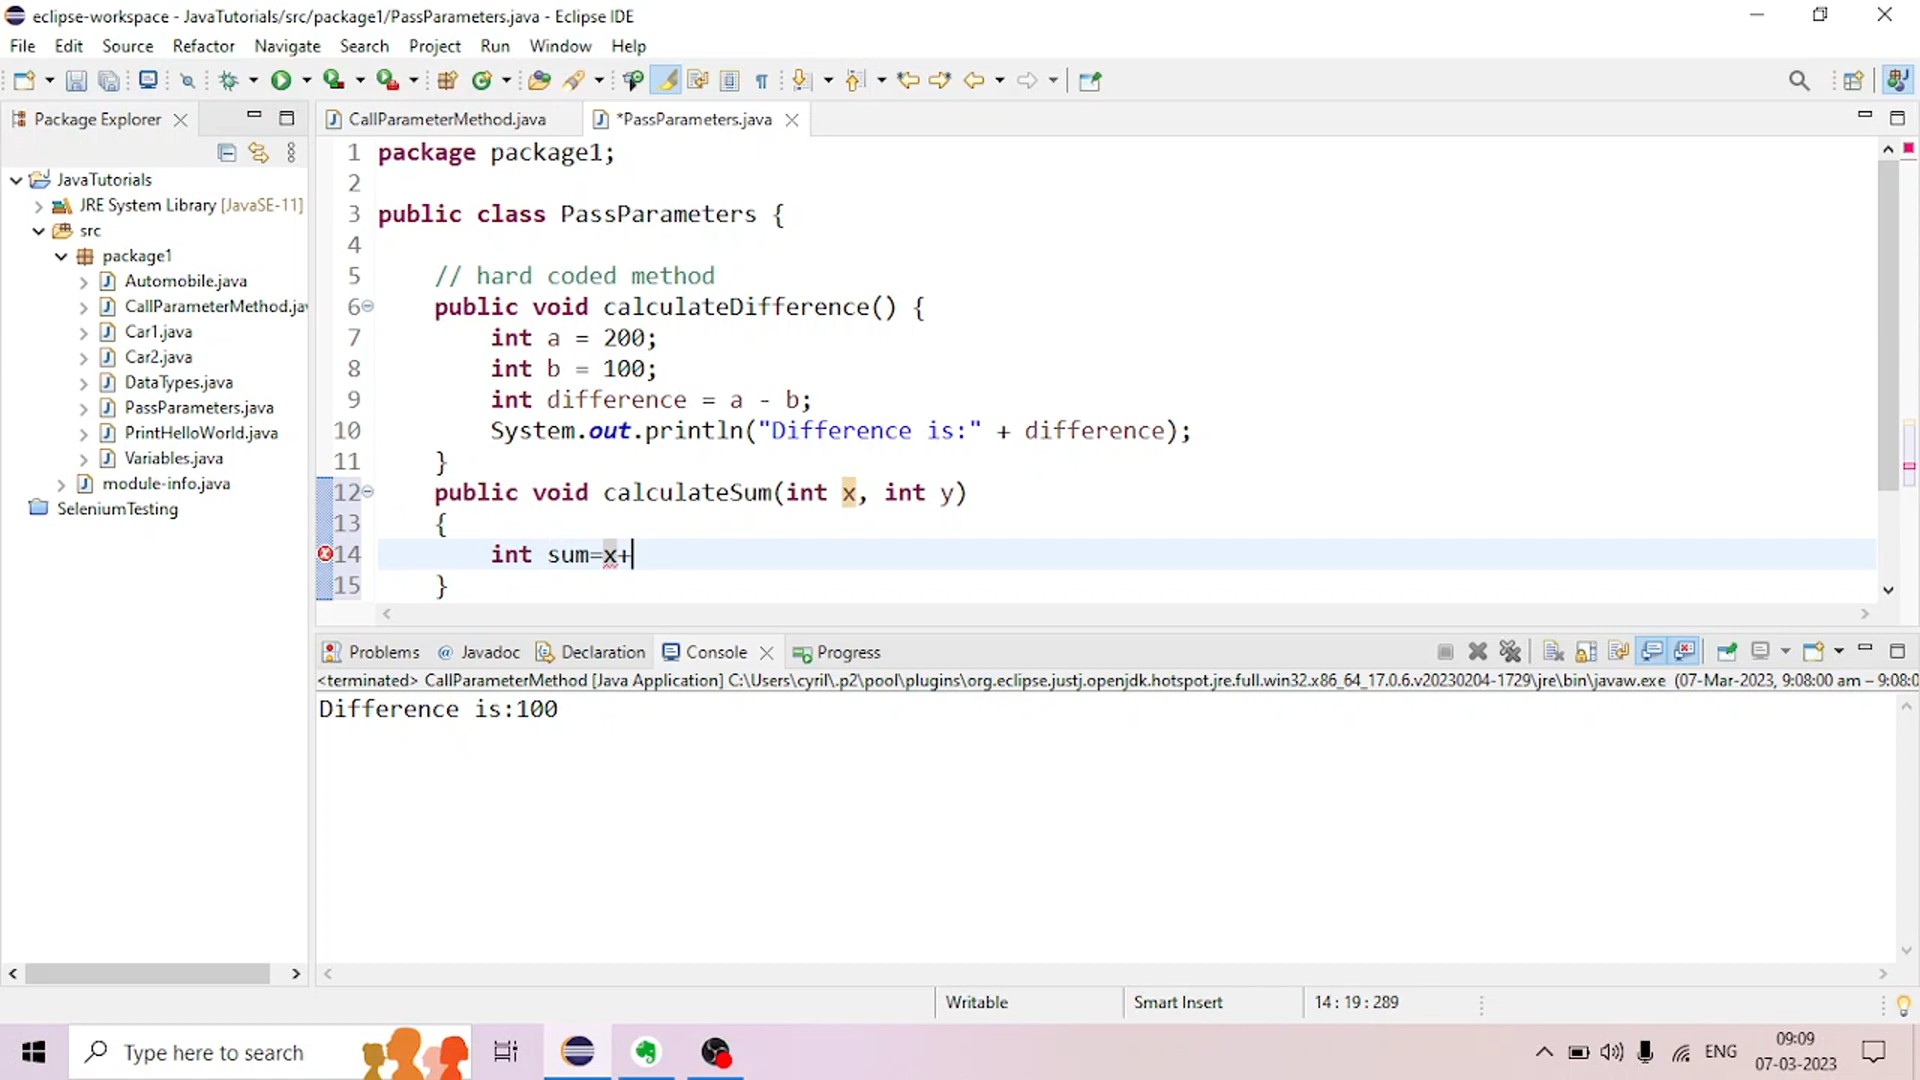 eclipse-workspace - JavaTutorials/src/package1/PassParameters.java - Eclipse IDE
File Edit Source Refactor Navigate Search Project Run Window Help
Package Explorer
JavaTutorials
JRE System Library [JavaSE-11]
src
package1
Automobile.java
CallParameterMethod.jav
Car1.java
Car2.java
DataTypes.java
PassParameters.java
PrintHelloWorld.java
Variables.java
module-info.java
SeleniumTesting
CallParameterMethod.java *PassParameters.java
1 package package1;
2
3 public class PassParameters {
4
5 // hard coded method
6 public void calculateDifference() {
7 int a = 200;
8 int b = 100;
9 int difference = a - b;
10 System.out.println("Difference is:" + difference);
11 }
12 public void calculateSum(int x, int y)
13 {
14 int sum=x+
15 }
Problems @ Javadoc Declaration Console Progress
<terminated> CallParameterMethod [Java Application] C:\Users\cyril\.p2\pool\plugins\org.eclipse.justj.openjdk.hotspot.jre.full.win32.x86_64_17.0.6.v20230204-1729\jre\bin\javaw.exe (07-Mar-2023, 9:08:00 am – 9:08:0
Difference is:100
Writable Smart Insert 14 : 19 : 289
Type here to search
ENG
09:09
07-03-2023